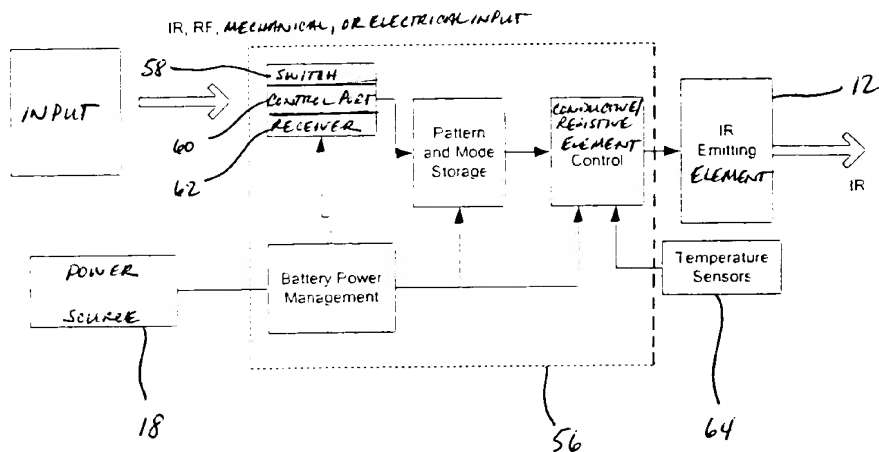 IR, RF, MECHANICAL, OR ELECTRICAL INPUT
58
INPUT
SWITCH
CONTROL PORT
RECEIVER
60
62
Pattern
and Mode
Storage
CONDUCTIVE/
RESISTIVE
ELEMENT
Control
12
IR
Emitting
ELEMENT
IR
POWER
SOURCE
Battery Power
Management
Temperature
Sensors
18
56
64